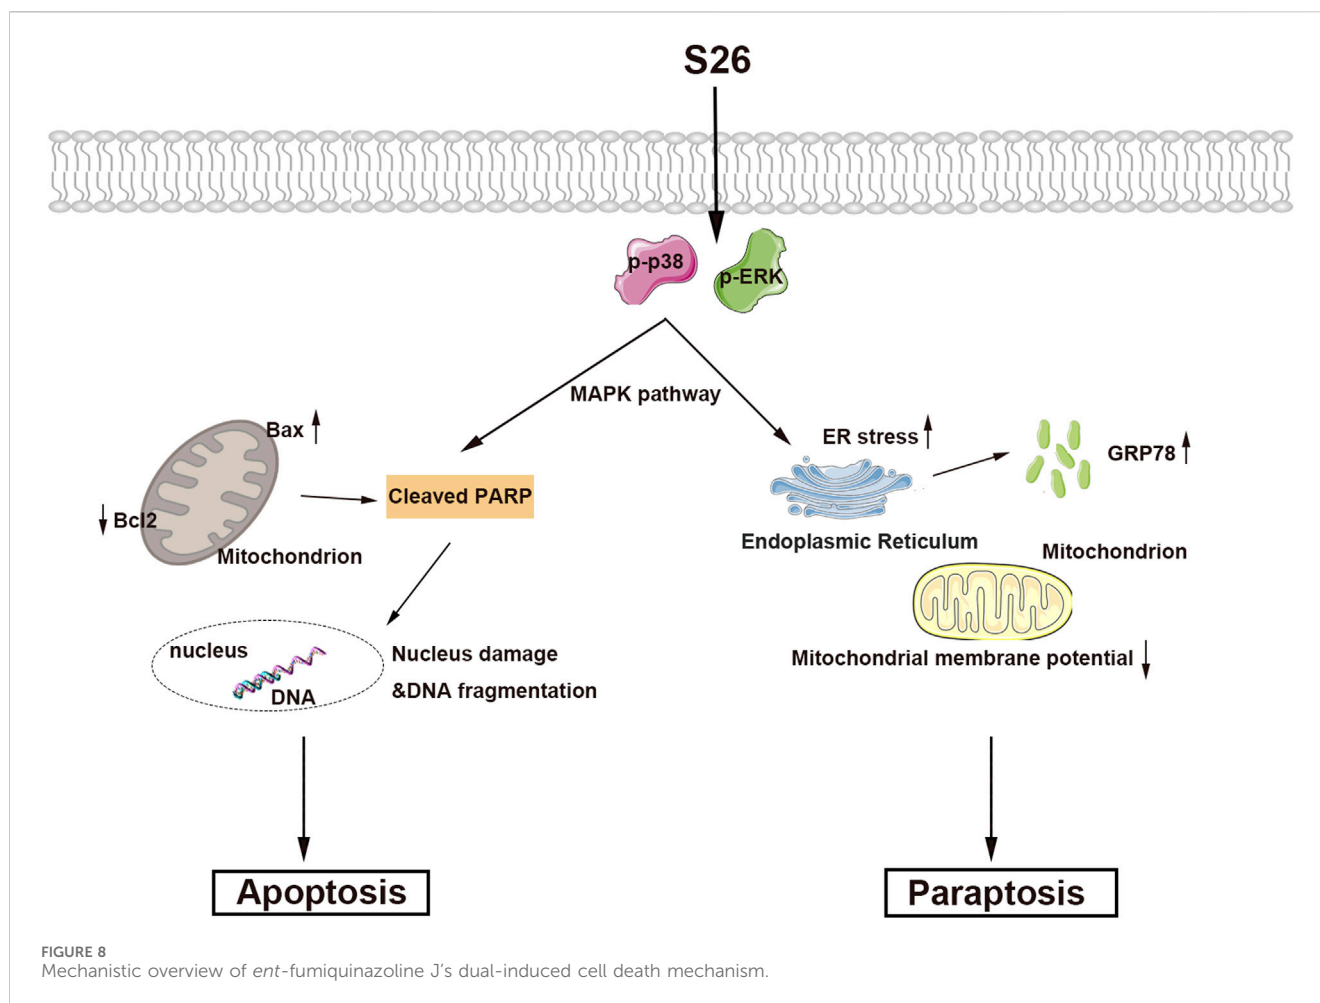 S26
p-p38
p-ERK
MAPK pathway
Bax
Bcl2
Mitochondrion
Cleaved PARP
ER stress
GRP78
Endoplasmic Reticulum
Mitochondrion
Mitochondrial membrane potential
nucleus
DNA
Nucleus damage
&DNA fragmentation
Apoptosis
Paraptosis
FIGURE 8
Mechanistic overview of ent-fumiquinazoline J’s dual-induced cell death mechanism.